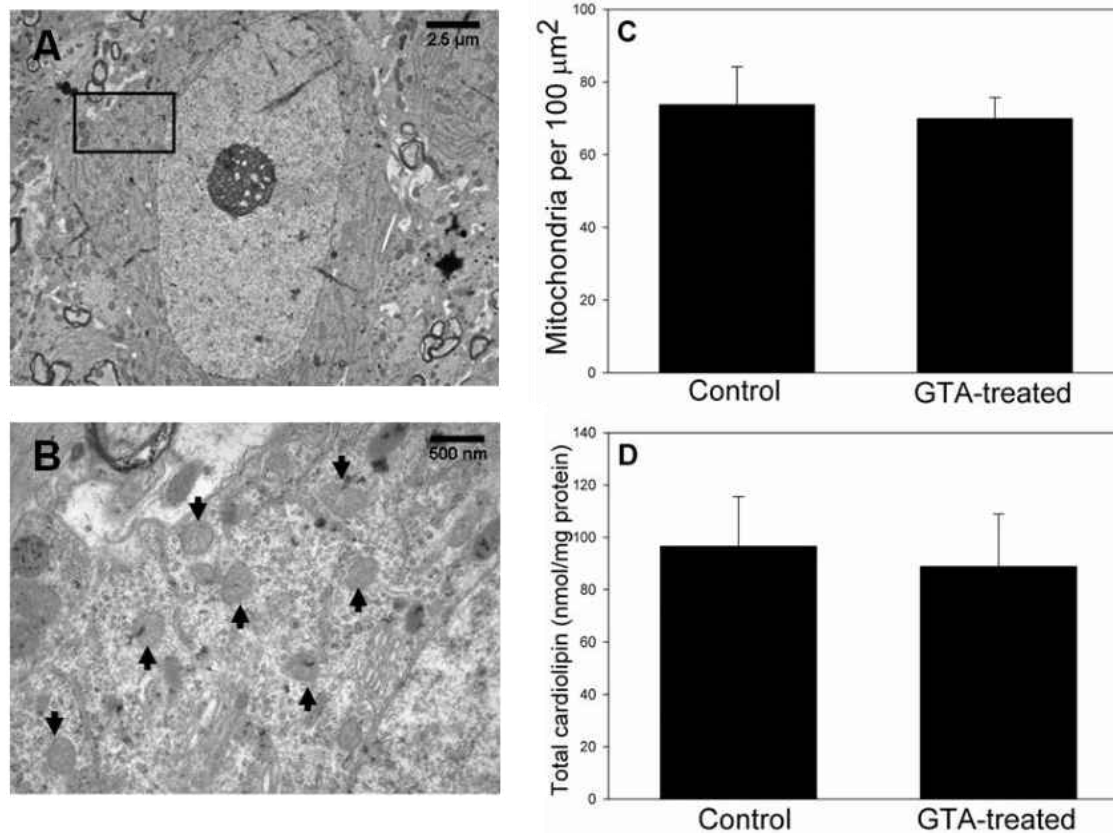 A
2.5 µm
B
500 nm
C
Mitochondria per 100 µm2
100
80
60
40
20
0
Control GTA-treated
D
Total cardiolipin (nmol/mg protein)
140
120
100
80
60
40
20
0
Control GTA-treated